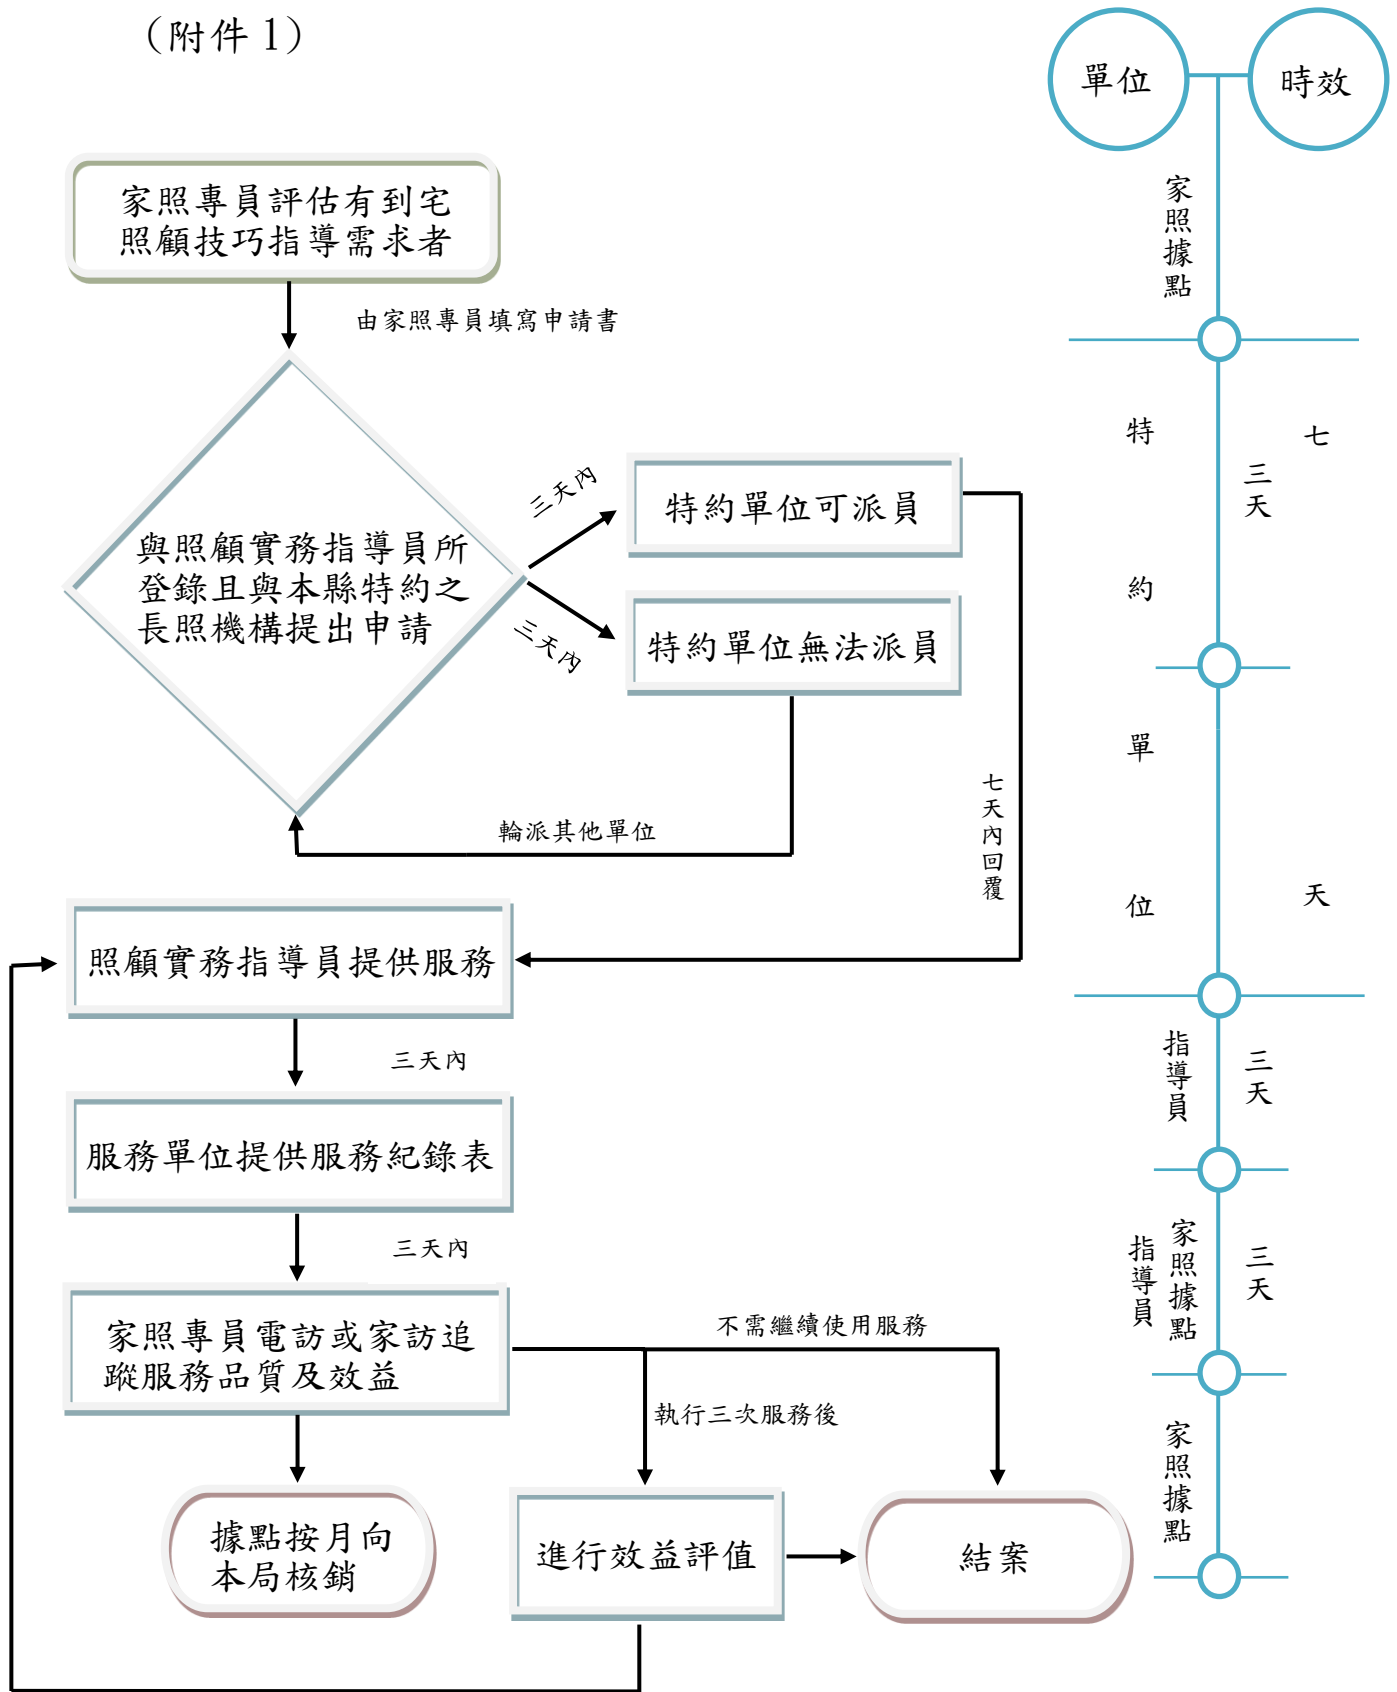 （附件1）
單位
時效
家照專員評估有到宅
照顧技巧指導需求者
由家照專員填寫申請書
與照顧實務指導員所
登錄且與本縣特約之
長照機構提出申請
三天內
特約單位可派員
三天內
特約單位無法派員
輪派其他單位
七天內回覆
照顧實務指導員提供服務
三天內
服務單位提供服務紀錄表
三天內
家照專員電訪或家訪追
蹤服務品質及效益
不需繼續使用服務
執行三次服務後
據點按月向
本局核銷
進行效益評值
結案
家照據點
特約單位
三天
七天
指導員
三天
指導員
家照據點
三天
家照據點